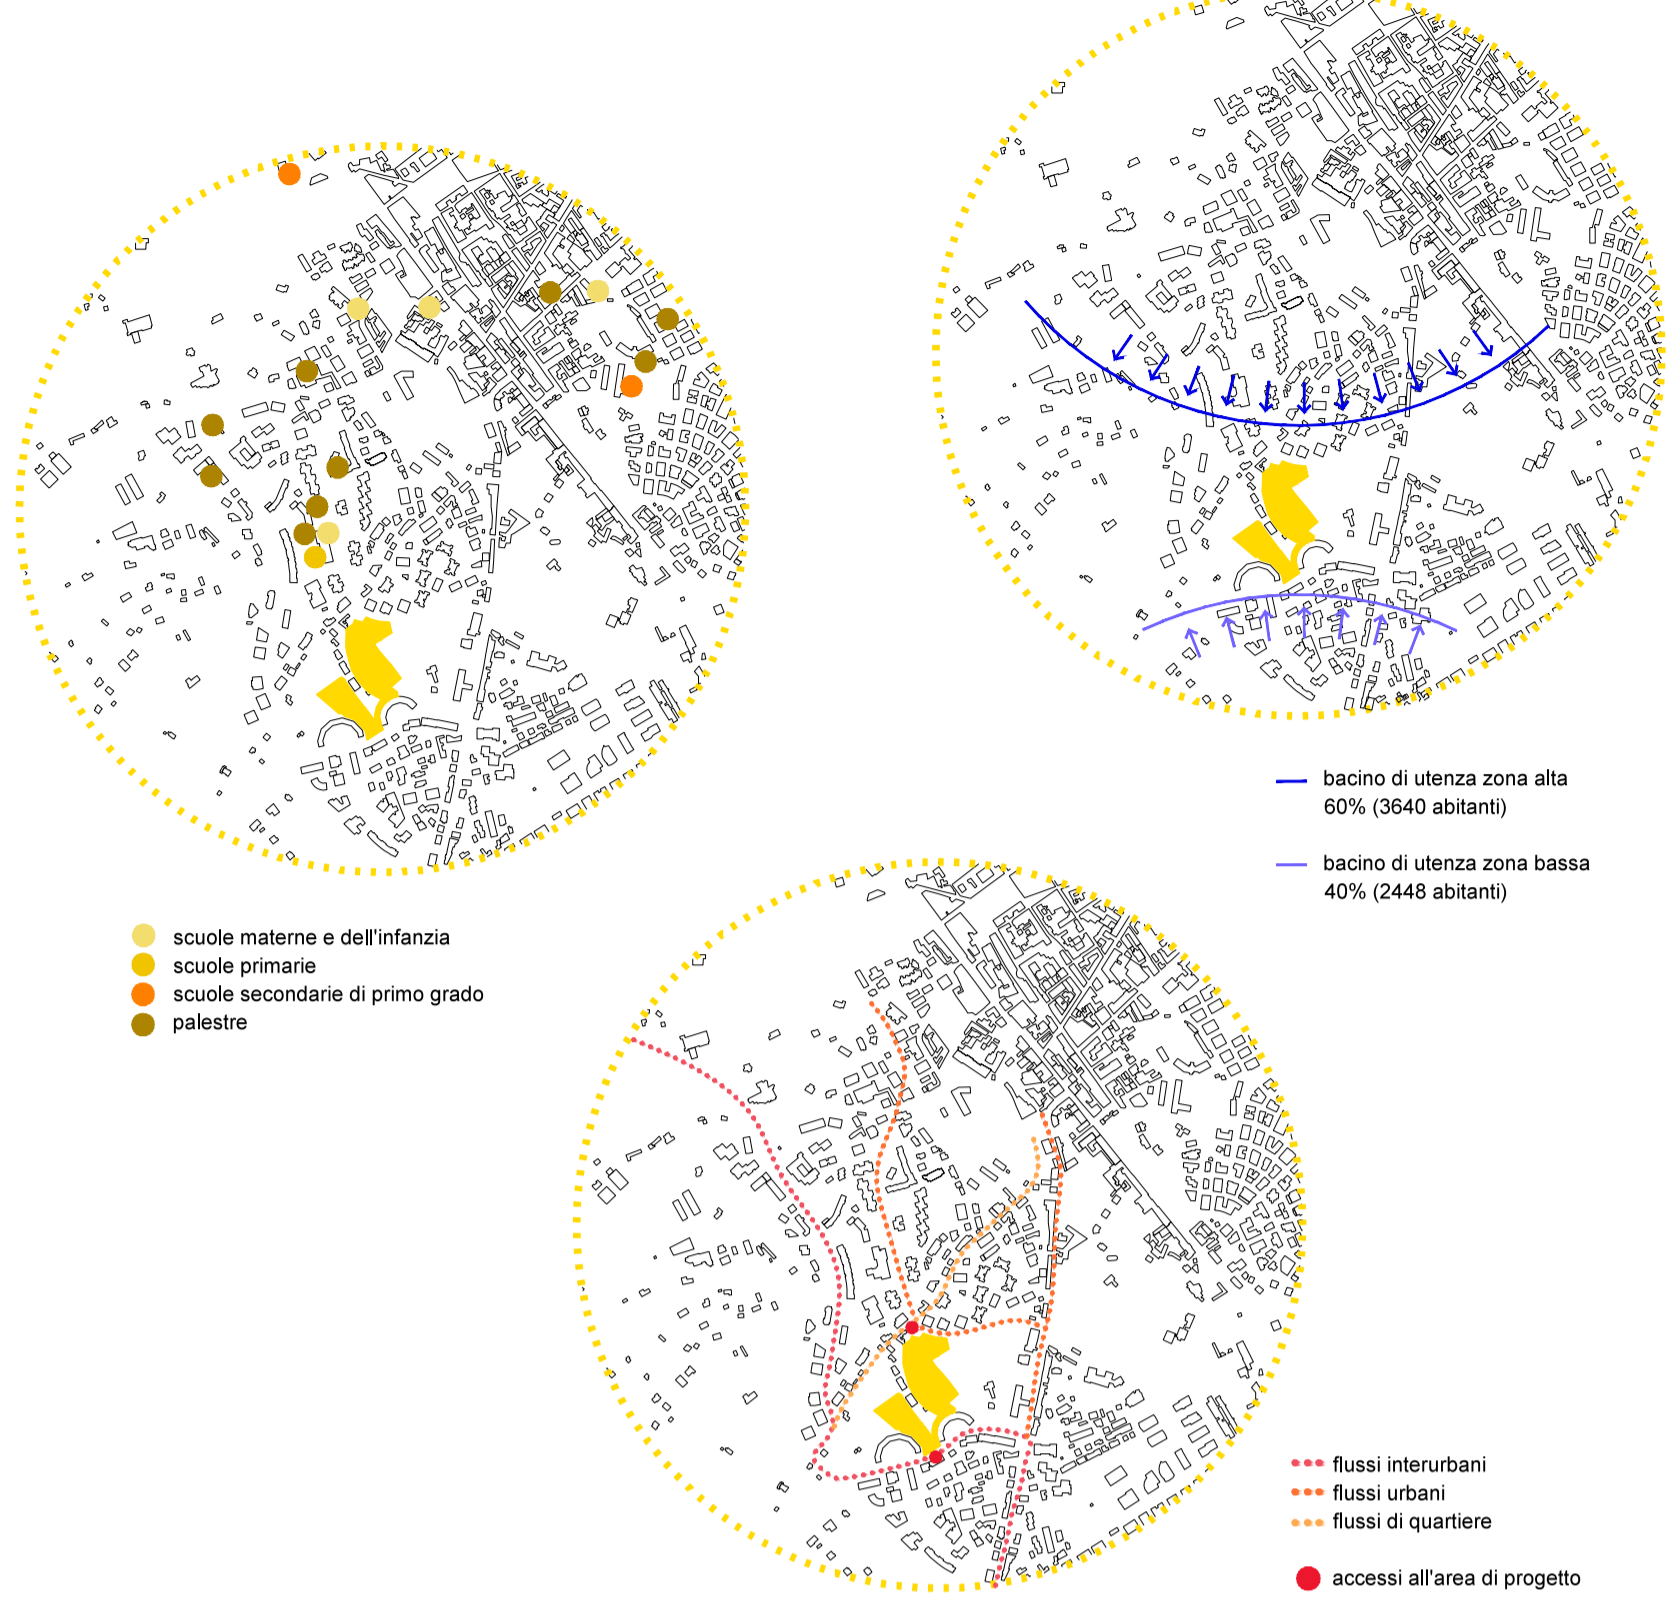 bacino di utenza zona alta
60% (3640 abitanti)
bacino di utenza zona bassa
40% (2448 abitanti)
scuole materne e dell'infanzia
scuole primarie
scuole secondarie di primo grado
palestre
flussi interurbani
flussi urbani
flussi di quartiere
accessi all'area di progetto